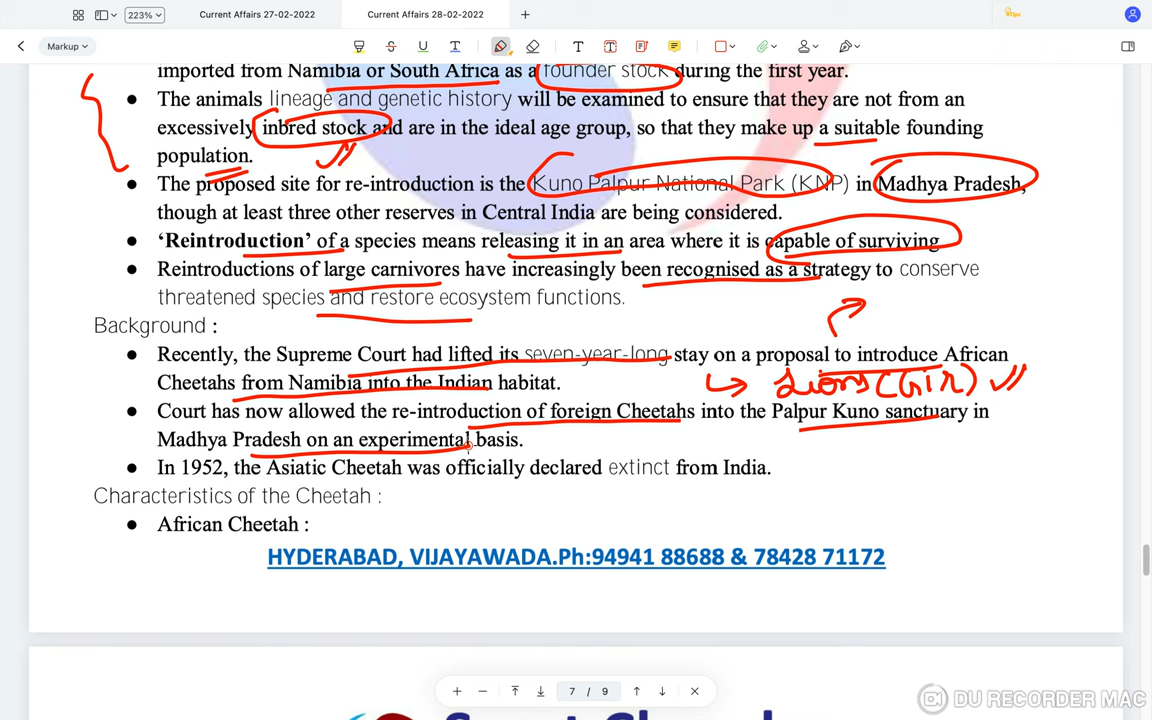 223%
Current Affairs 27-02-2022
Current Affairs 28-02-2022
Markup
imported from Namibia or South Africa as a founder stock during the first year.
● The animals lineage and genetic history will be examined to ensure that they are not from an
excessively inbred stock and are in the ideal age group, so that they make up a suitable founding
population.
● The proposed site for re-introduction is the Kuno Palpur National Park (KNP) in Madhya Pradesh,
though at least three other reserves in Central India are being considered.
● ‘Reintroduction’ of a species means releasing it in an area where it is capable of surviving
● Reintroductions of large carnivores have increasingly been recognised as a strategy to conserve
threatened species and restore ecosystem functions.
Background :
● Recently, the Supreme Court had lifted its seven-year-long stay on a proposal to introduce African
Cheetahs from Namibia into the Indian habitat.
Lions (Gir)
● Court has now allowed the re-introduction of foreign Cheetahs into the Palpur Kuno sanctuary in
Madhya Pradesh on an experimental basis.
● In 1952, the Asiatic Cheetah was officially declared extinct from India.
Characteristics of the Cheetah :
● African Cheetah :
HYDERABAD, VIJAYAWADA.Ph:94941 88688 & 78428 71172
7 / 9
DU RECORDER MAC